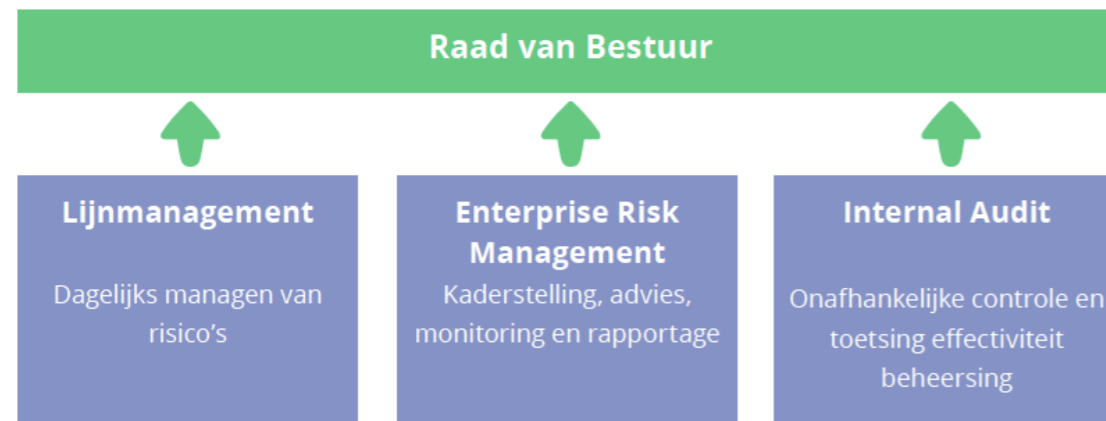 Raad van Bestuur
Lijnmanagement
Dagelijks managen van
risico’s
Enterprise Risk
Management
Kaderstelling, advies,
monitoring en rapportage
Internal Audit
Onafhankelijke controle en
toetsing effectiviteit
beheersing